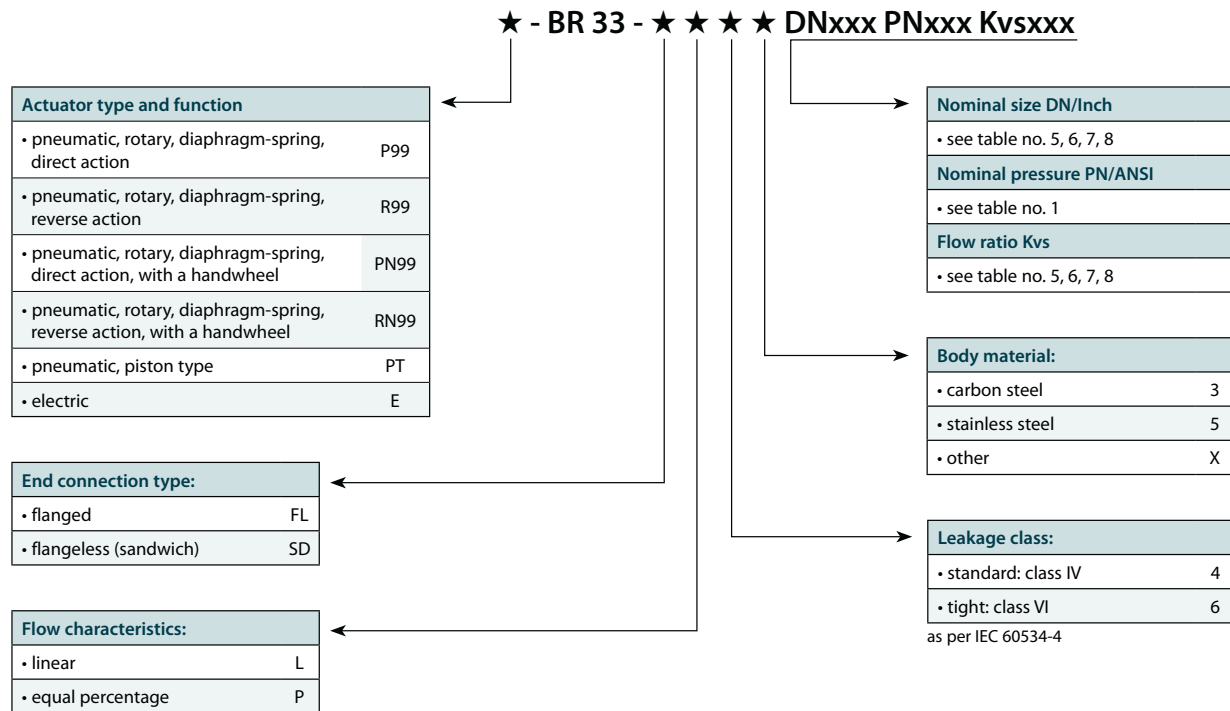 ★ - BR 33 - ★ ★ ★ ★ DNxxx PNxxx Kvsxxx
Actuator type and function
• pneumatic, rotary, diaphragm-spring,
direct action P99
• pneumatic, rotary, diaphragm-spring,
reverse action R99
• pneumatic, rotary, diaphragm-spring,
direct action, with a handwheel PN99
• pneumatic, rotary, diaphragm-spring,
reverse action, with a handwheel RN99
• pneumatic, piston type PT
• electric E
End connection type:
• flanged FL
• flangeless (sandwich) SD
Flow characteristics:
• linear L
• equal percentage P
Nominal size DN/Inch
• see table no. 5, 6, 7, 8
Nominal pressure PN/ANSI
• see table no. 1
Flow ratio Kvs
• see table no. 5, 6, 7, 8
Body material:
• carbon steel 3
• stainless steel 5
• other X
Leakage class:
• standard: class IV 4
• tight: class VI 6
as per IEC 60534-4